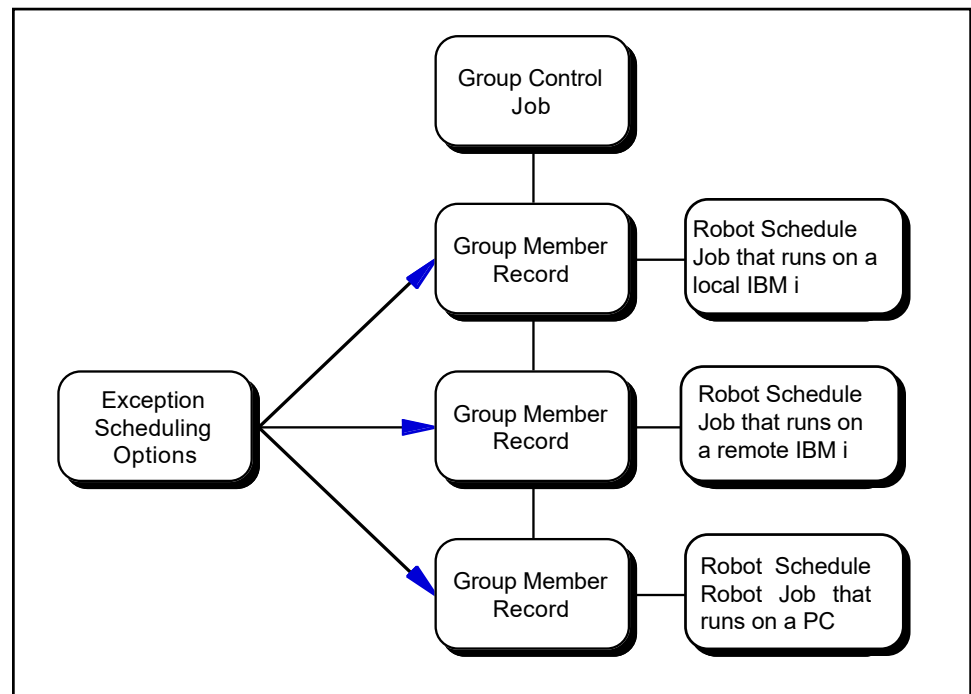 Group Control
Job
Group Member
Record
Robot Schedule
Job that runs on a
local IBM i
Exception
Scheduling
Options
Group Member
Record
Robot Schedule
Job that runs on
a remote IBM i
Group Member
Record
Robot Schedule
Robot Job that
runs on a PC